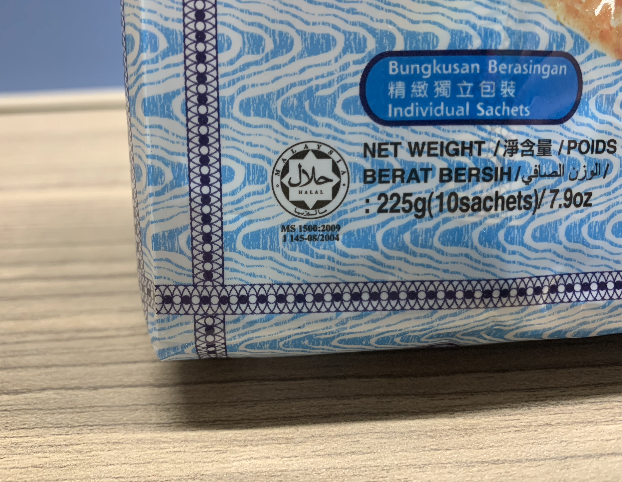 Bungkusan Berasingan
精緻獨立包裝
Individual Sachets
MALAYSIA
حلال
HALAL
ماليزيا
MS 1500:2009
1 145-08/2004
NET WEIGHT /淨含量 /POIDS
BERAT BERSIH/الوزن الصافي/
: 225g(10sachets)/ 7.9oz